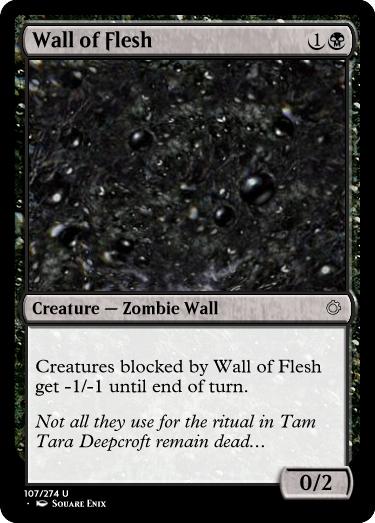 Wall of Flesh 1
Creature — Zombie Wall
Creatures blocked by Wall of Flesh
get -1/-1 until end of turn.
Not all they use for the ritual in Tam
Tara Deepcroft remain dead…
0/2
107/274 U
· Square Enix